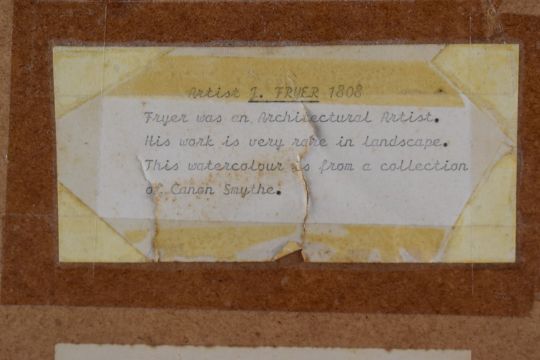 Artist J. FRYER 1808
Fryer was an Architectural Artist.
His work is very rare in landscape.
This watercolour is from a collection
of Canon Smythe.